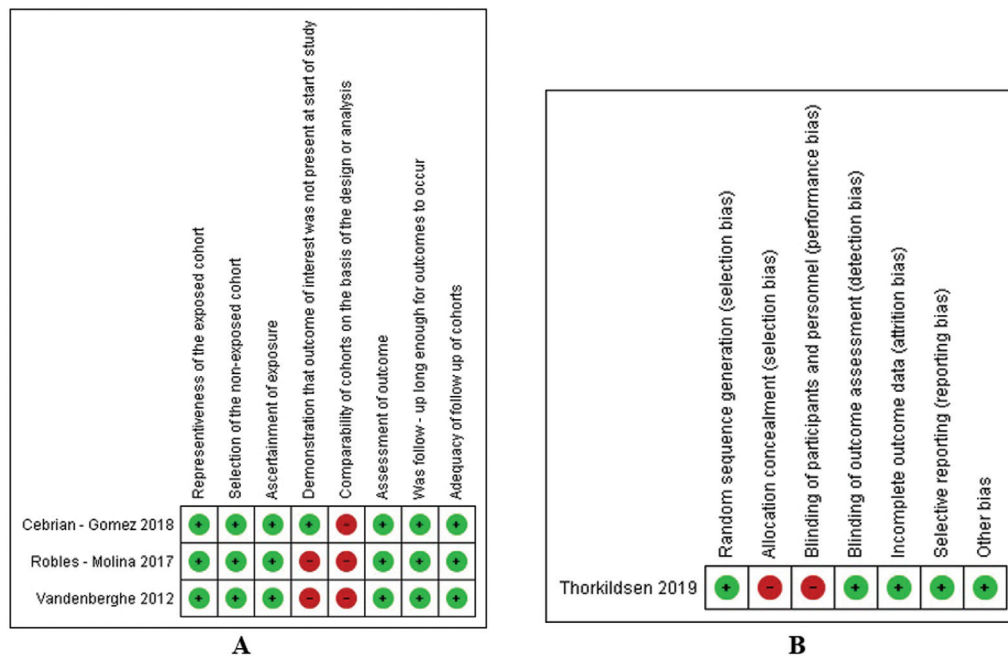 Representiveness of the exposed cohort
Selection of the non-exposed cohort
Ascertainment of exposure
Demonstration that outcome of interest was not present at start of study
Comparability of cohorts on the basis of the design or analysis
Assessment of outcome
Was follow - up long enough for outcomes to occur
Adequacy of follow up of cohorts
Cebrian - Gomez 2018 + + + + - + + +
Robles - Molina 2017 + + + - - + + +
Vandenberghe 2012 + + + - - + + +
A
Random sequence generation (selection bias)
Allocation concealment (selection bias)
Blinding of participants and personnel (performance bias)
Blinding of outcome assessment (detection bias)
Incomplete outcome data (attrition bias)
Selective reporting (reporting bias)
Other bias
Thorkildsen 2019 + - - + + + +
B